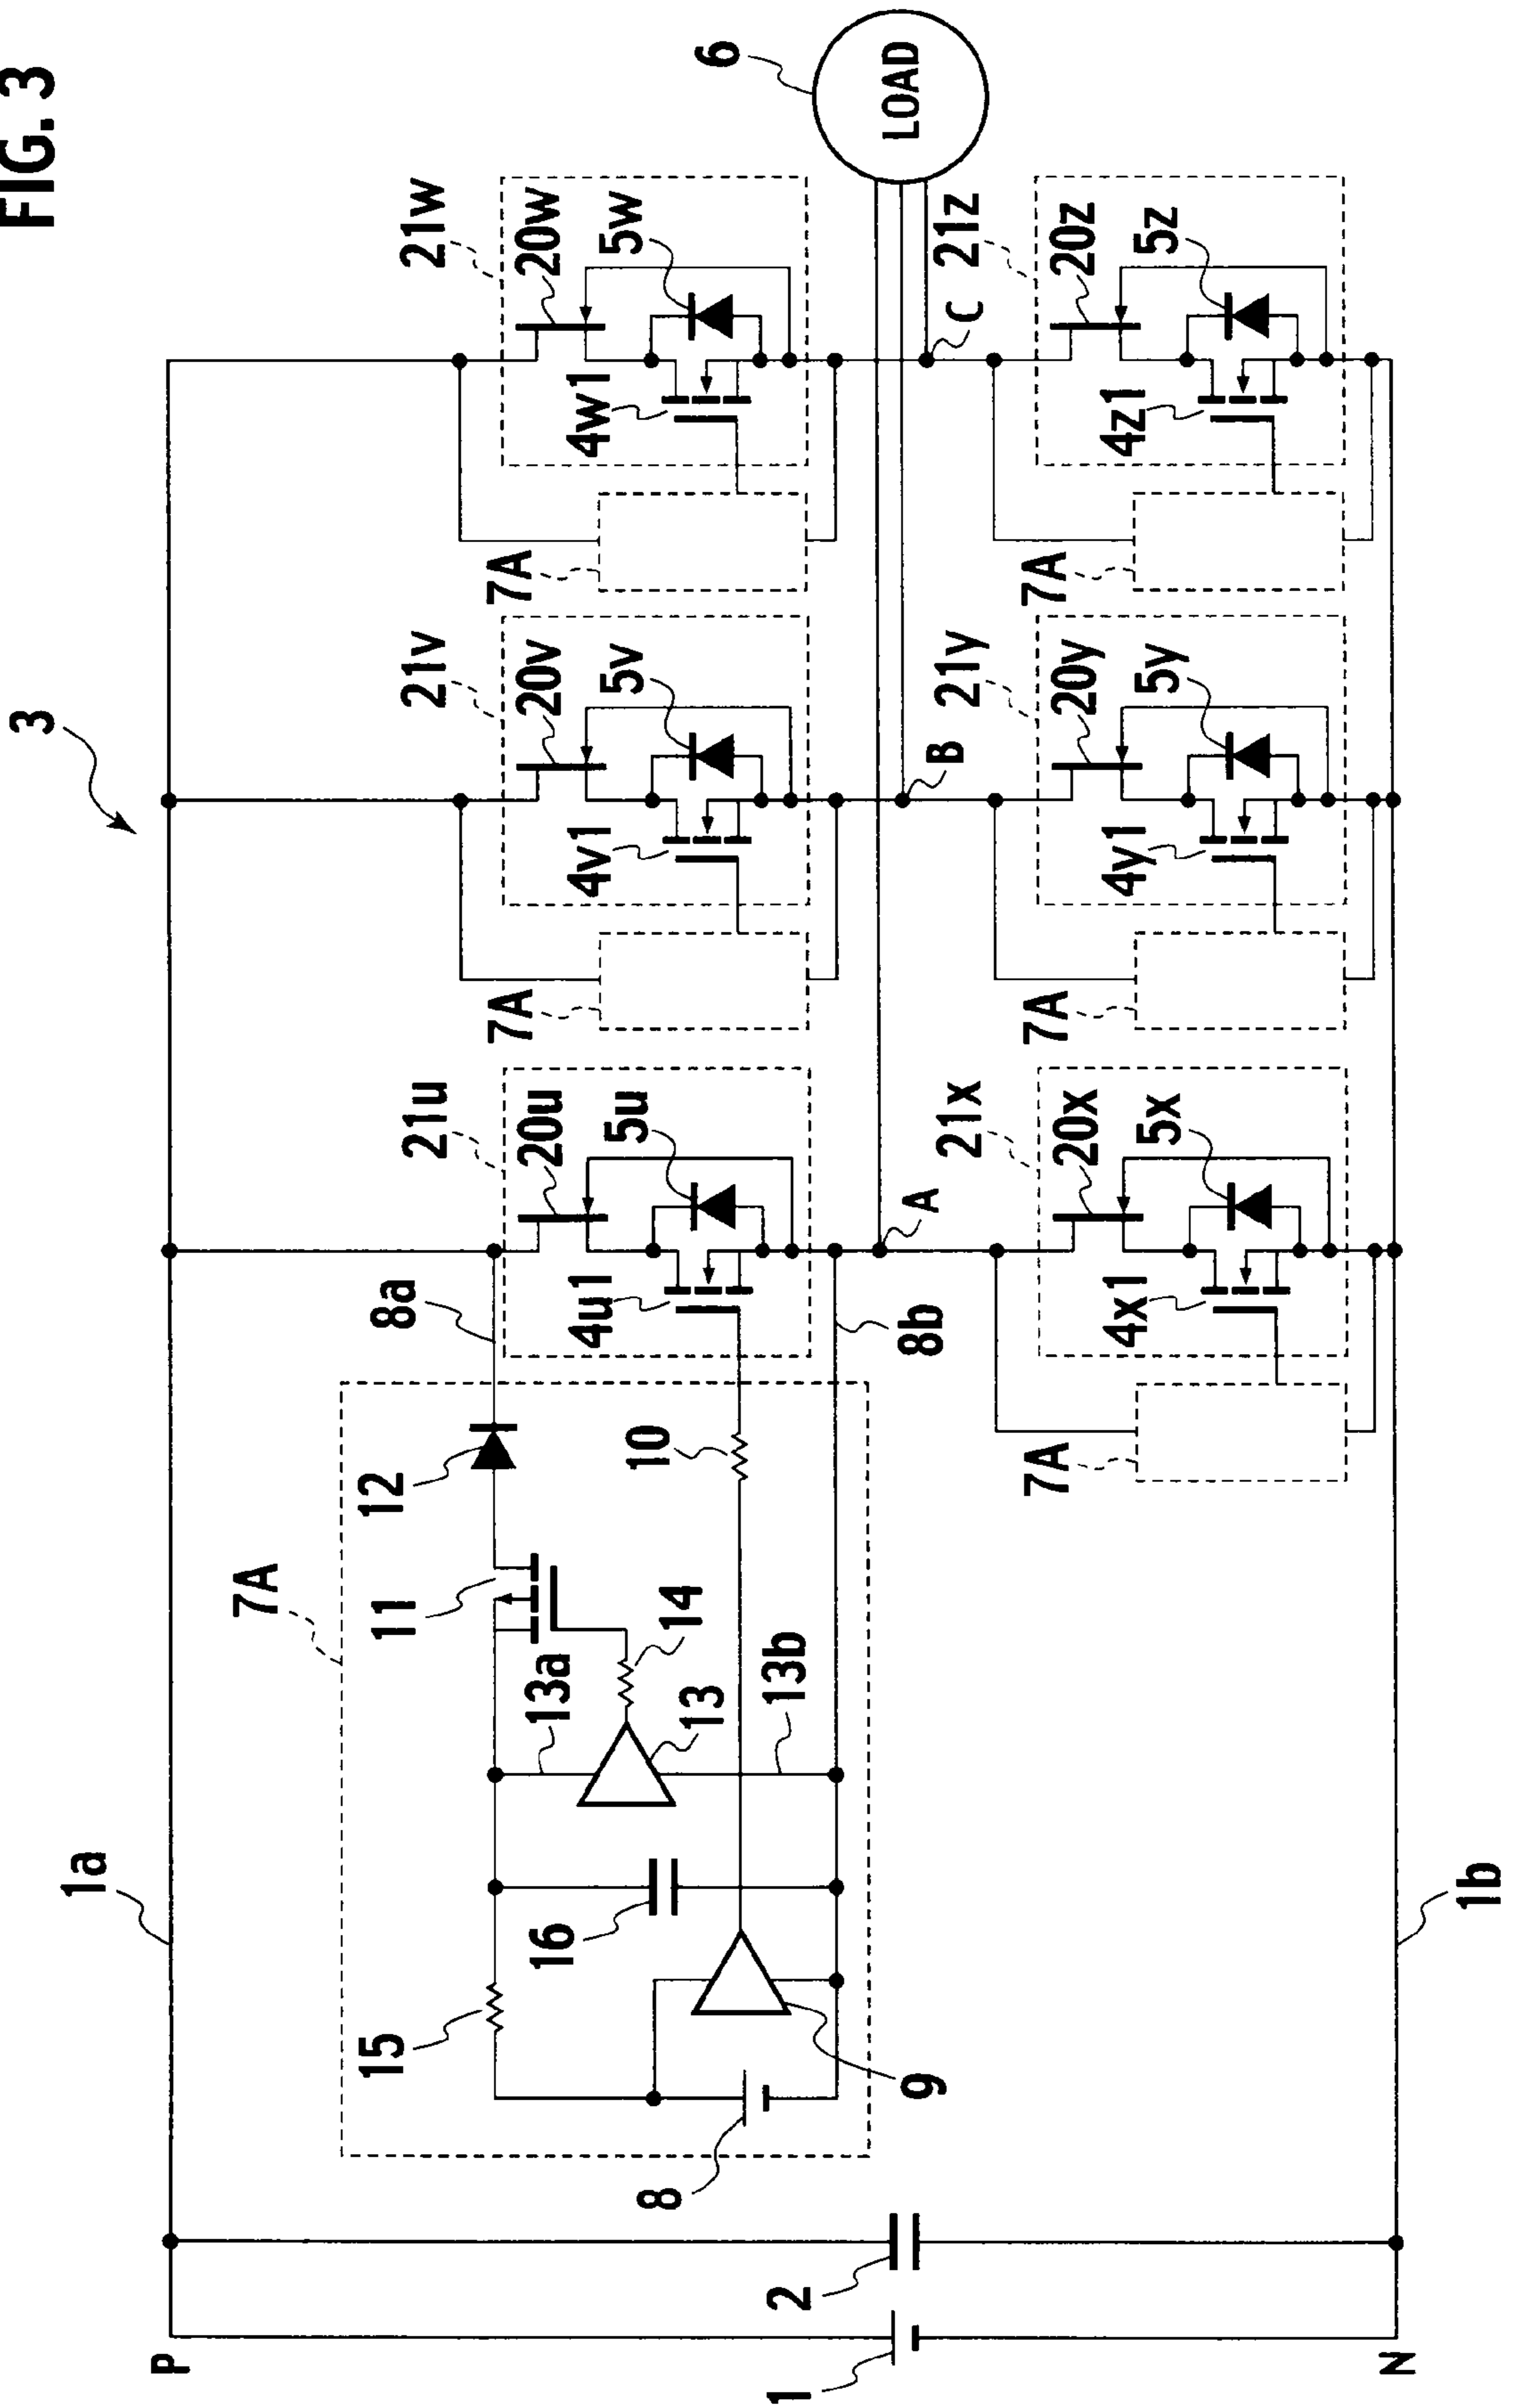 FIG. 3
3
1a
P
7A
12
11
13a
14
13
13b
10
15
16
9
8
8a
8b
21u
20u
5u
4u1
A
21v
20v
5v
4v1
7A
B
21w
20w
5w
4w1
7A
C
6
LOAD
21x
20x
5x
4x1
7A
21y
20y
5y
4y1
7A
21z
20z
5z
4z1
7A
2
1
1b
N